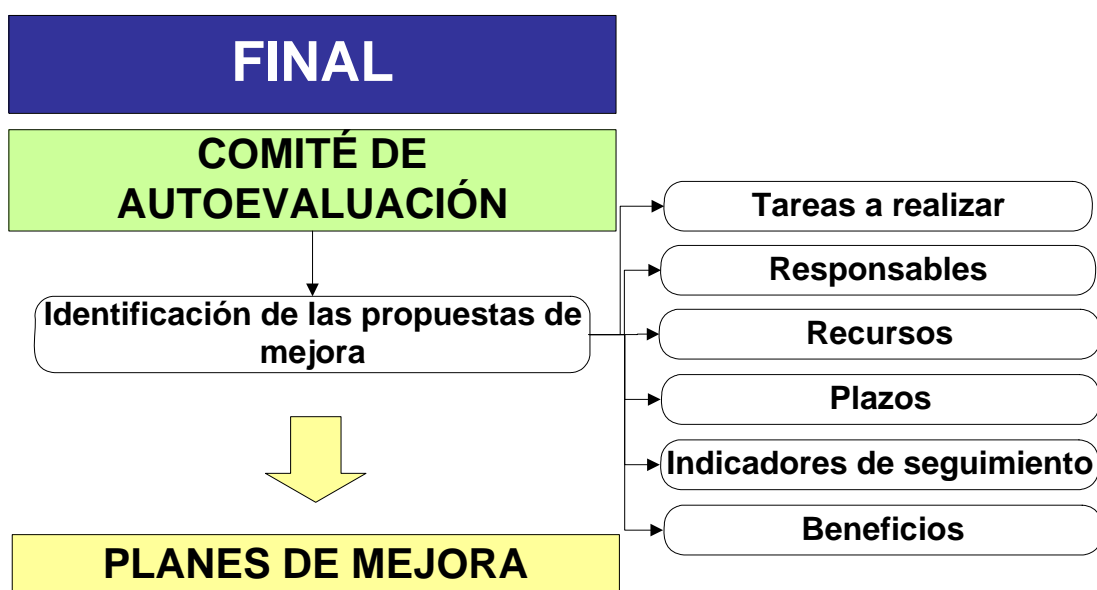 FINAL
COMITÉ DE
AUTOEVALUACIÓN
Identificación de las propuestas de
mejora
Tareas a realizar
Responsables
Recursos
Plazos
Indicadores de seguimiento
Beneficios
PLANES DE MEJORA